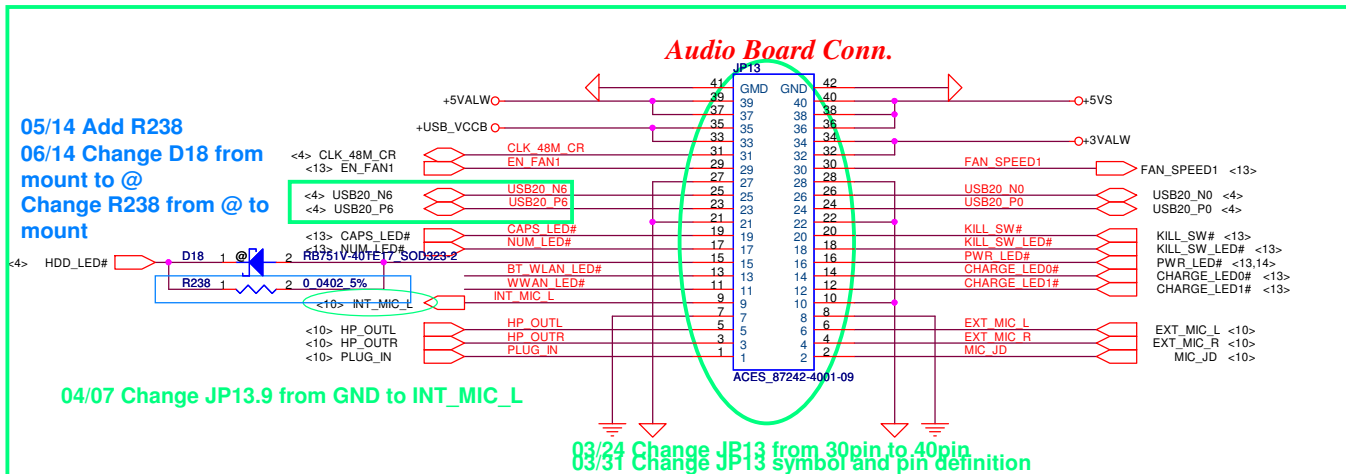 Audio Board Conn.
JP13
41 GMD GND 42
+5VALW 39 39 40 40 +5VS
37 37 38 38
+USB_VCCB 35 35 36 36
33 33 34 34 +3VALW
<4> CLK_48M_CR CLK_48M_CR 31 31 32 32
<13> EN_FAN1 EN_FAN1 29 29 30 30 FAN_SPEED1 FAN_SPEED1 <13>
27 27 28 28
<4> USB20_N6 USB20_N6 25 25 26 26 USB20_N0 USB20_N0 <4>
<4> USB20_P6 USB20_P6 23 23 24 24 USB20_P0 USB20_P0 <4>
21 21 22 22
<13> CAPS_LED# CAPS_LED# 19 19 20 20 KILL_SW# KILL_SW# <13>
<13> NUM_LED# NUM_LED# 17 17 18 18 KILL_SW_LED# KILL_SW_LED# <13>
<4> HDD_LED# D18 1 @ 2 RB751V-40TE17_SOD323-2 15 15 16 16 PWR_LED# PWR_LED# <13,14>
BT_WLAN_LED# 13 13 14 14 CHARGE_LED0# CHARGE_LED0# <13>
R238 1 2 0_0402_5% WWAN_LED# 11 11 12 12 CHARGE_LED1# CHARGE_LED1# <13>
<10> INT_MIC_L INT_MIC_L 9 9 10 10
7 7 8 8
<10> HP_OUTL HP_OUTL 5 5 6 6 EXT_MIC_L EXT_MIC_L <10>
<10> HP_OUTR HP_OUTR 3 3 4 4 EXT_MIC_R EXT_MIC_R <10>
<10> PLUG_IN PLUG_IN 1 1 2 2 MIC_JD MIC_JD <10>
ACES_87242-4001-09
05/14 Add R238
06/14 Change D18 from
mount to @
Change R238 from @ to
mount
04/07 Change JP13.9 from GND to INT_MIC_L
03/24 Change JP13 from 30pin to 40pin
03/31 Change JP13 symbol and pin definition